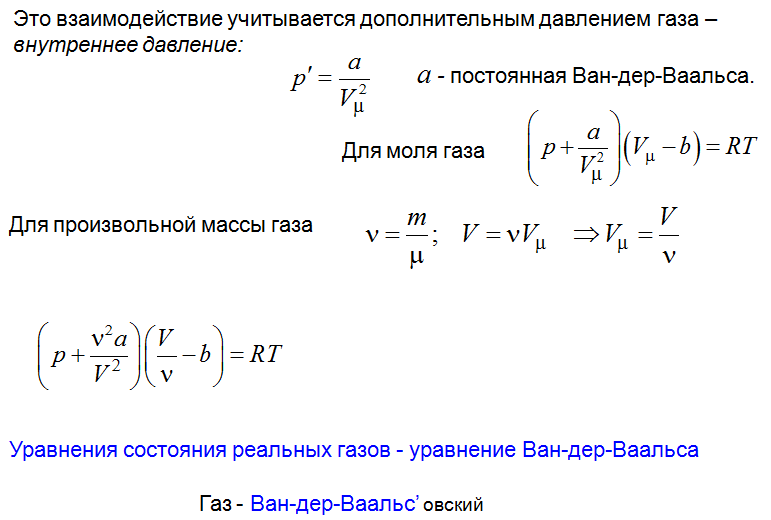 Это взаимодействие учитывается дополнительным давлением газа –
внутреннее давление:
p′ = a / V_μ²   a - постоянная Ван-дер-Ваальса.
Для моля газа   (p + a / V_μ²)(V_μ − b) = RT
Для произвольной массы газа   ν = m / μ;   V = νV_μ   ⇒ V_μ = V / ν
(p + ν²a / V²)(V / ν − b) = RT
Уравнения состояния реальных газов - уравнение Ван-дер-Ваальса
Газ - Ван-дер-Ваальс’ овский